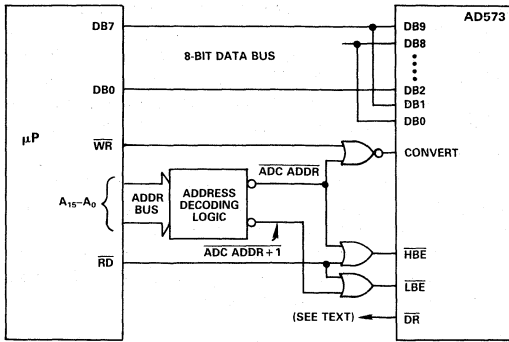 AD573
DB7
DB9
DB8
8-BIT DATA BUS
DB0
DB2
DB1
DB0
μP
WR
CONVERT
ADC ADDR
A15–A0
ADDR BUS
ADDRESS DECODING LOGIC
ADC ADDR+1
HBE
RD
LBE
(SEE TEXT)
DR